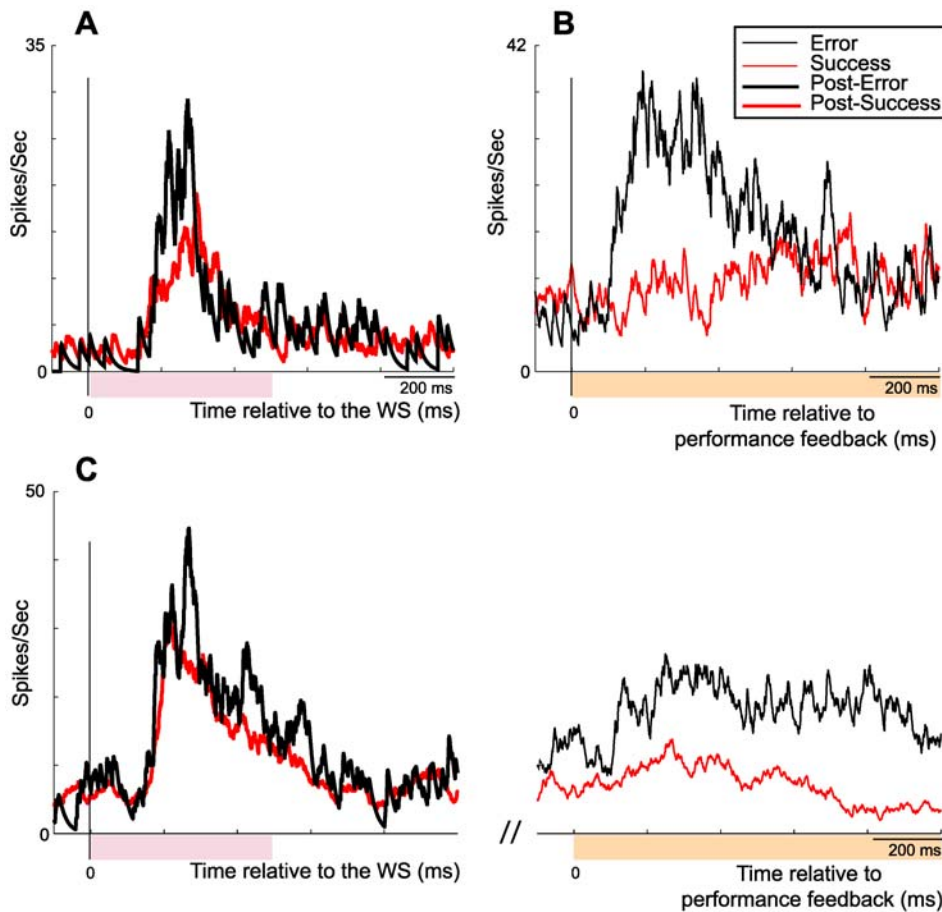 A
35
Spikes/Sec
0
200 ms
0
Time relative to the WS (ms)
B
42
Error
Success
Post-Error
Post-Success
Spikes/Sec
0
200 ms
0
Time relative to
performance feedback (ms)
C
50
Spikes/Sec
0
0
Time relative to the WS (ms)
//
200 ms
0
Time relative to
performance feedback (ms)